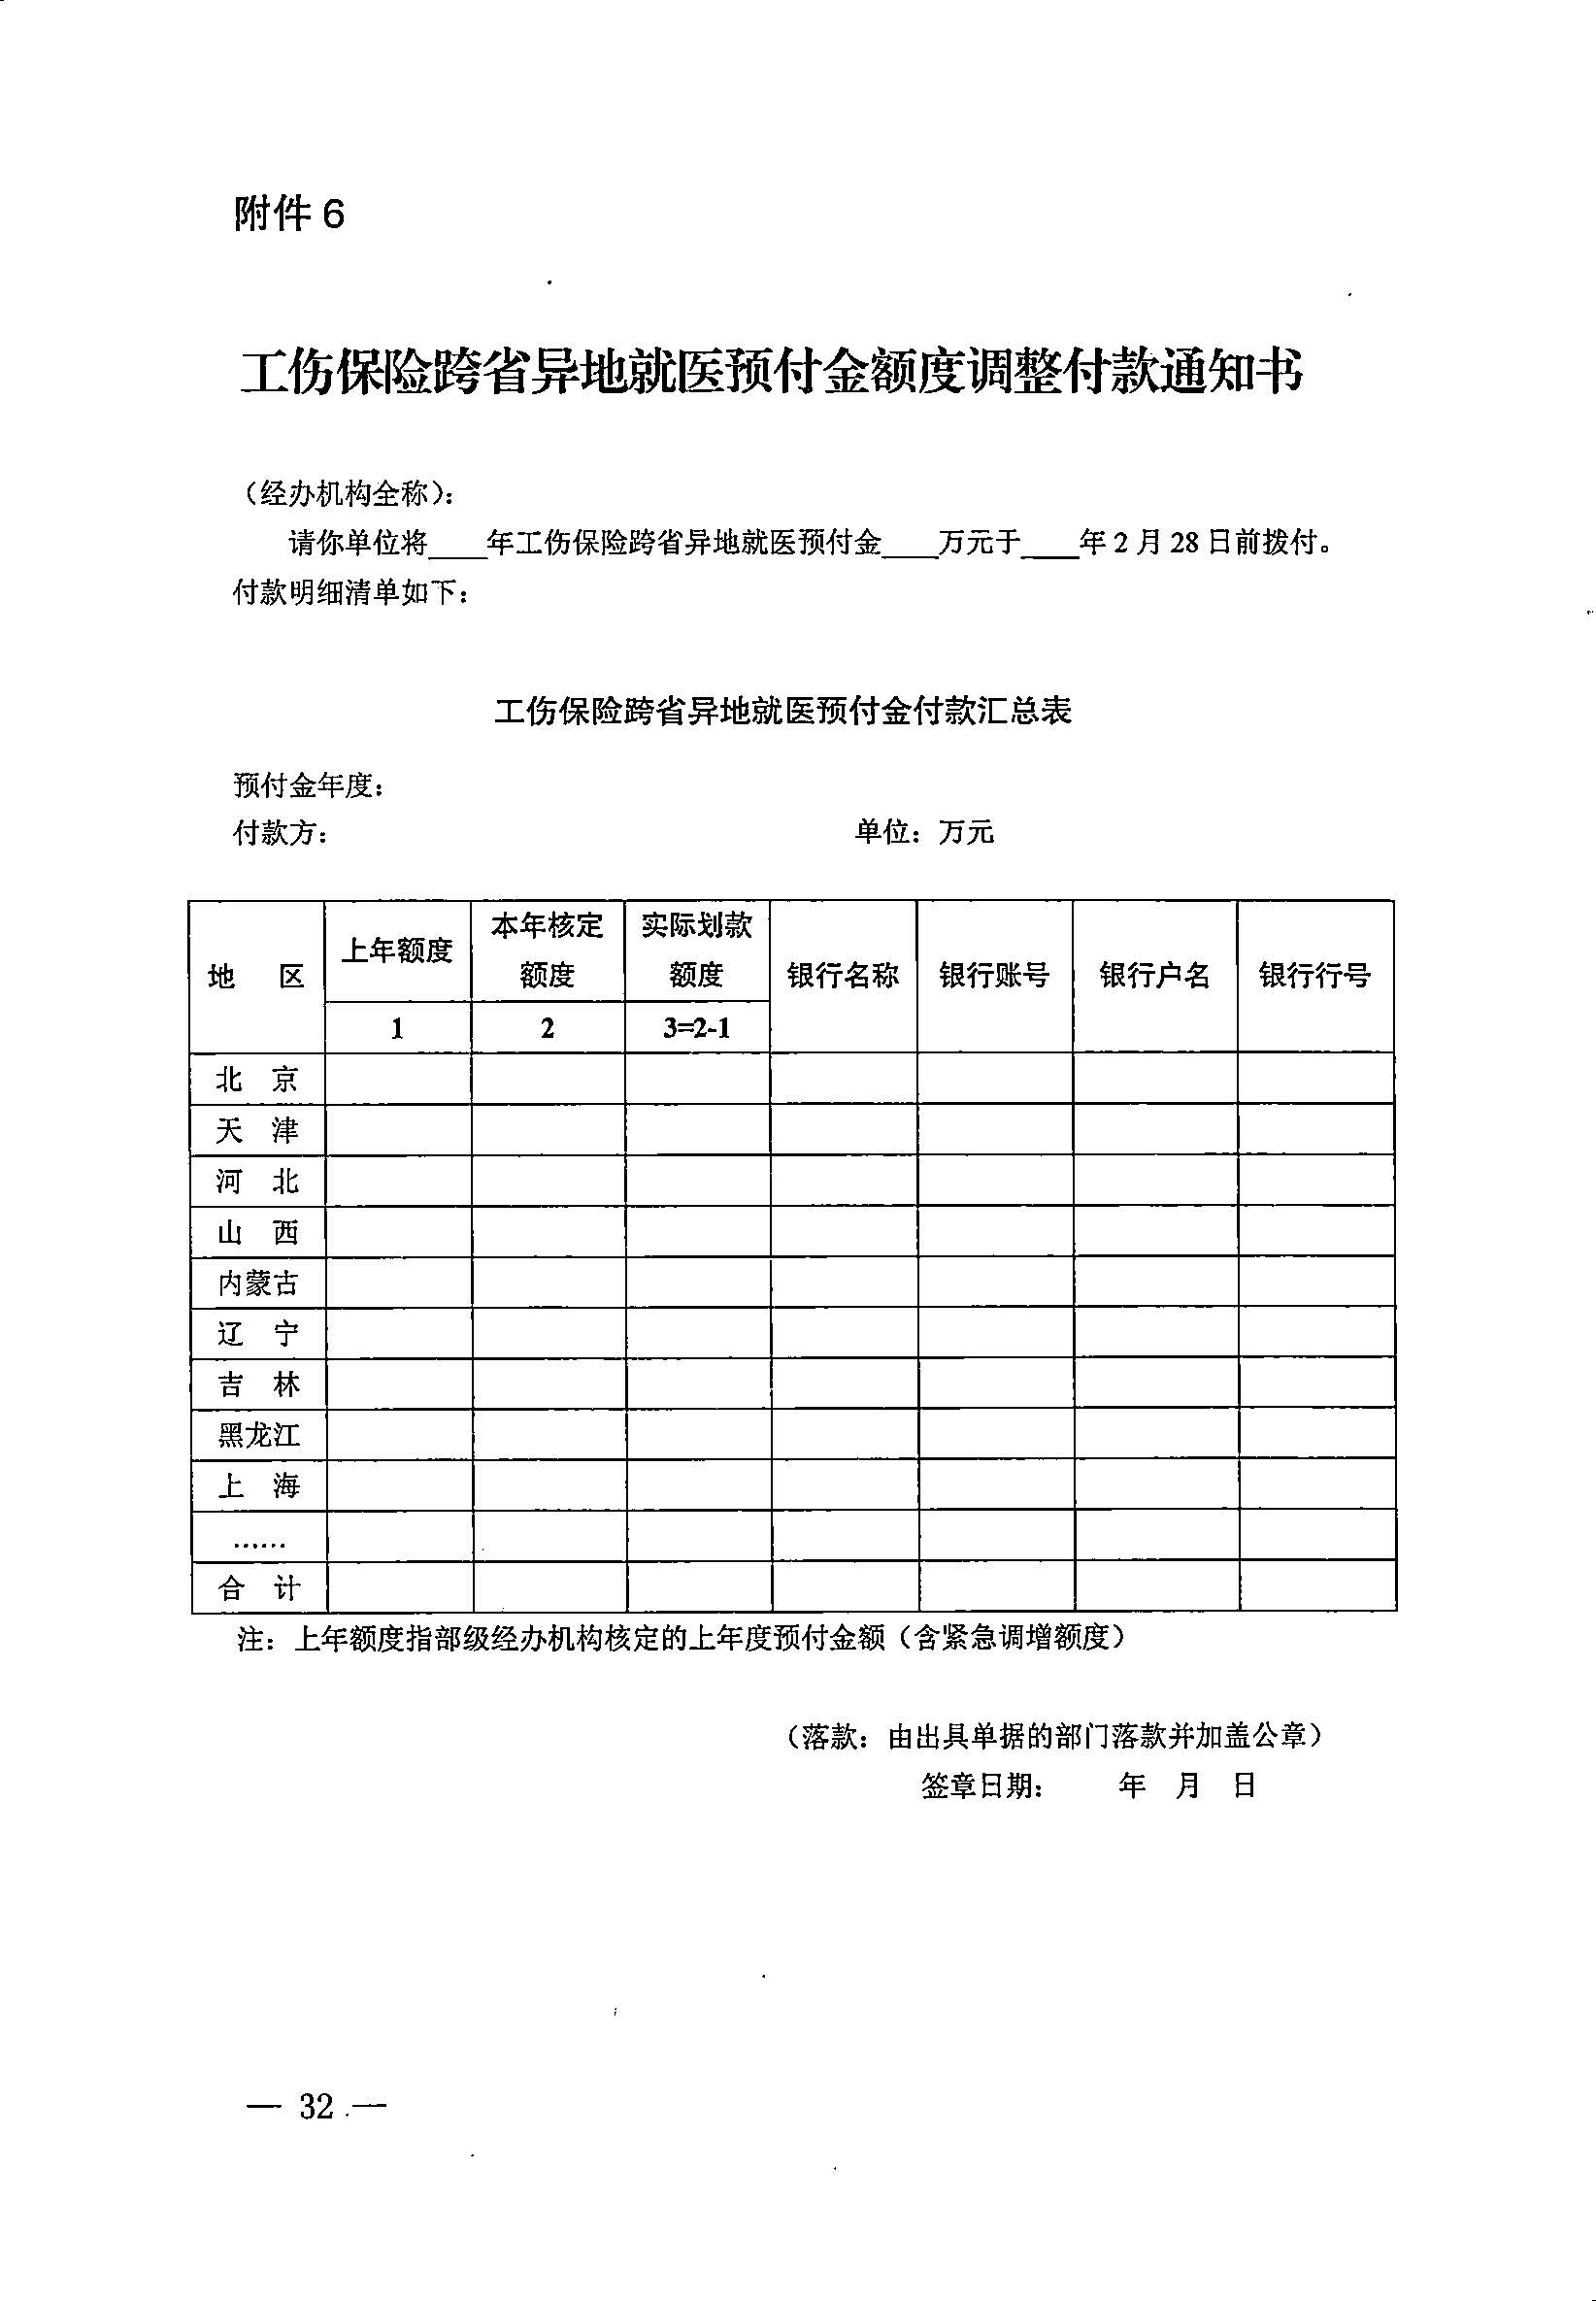 附件 6
工伤保险跨省异地就医预付金额度调整付款通知书
（经办机构全称）：
请你单位将____年工伤保险跨省异地就医预付金____万元于____年 2 月 28 日前拨付。
付款明细清单如下：
工伤保险跨省异地就医预付金付款汇总表
预付金年度：
付款方： 单位：万元
地 区 上年额度 本年核定额度 实际划款额度 银行名称 银行账号 银行户名 银行行号
1 2 3=2-1
北 京
天 津
河 北
山 西
内蒙古
辽 宁
吉 林
黑龙江
上 海
……
合 计
注：上年额度指部级经办机构核定的上年度预付金额（含紧急调增额度）
（落款：由出具单据的部门落款并加盖公章）
签章日期： 年 月 日
— 32 —